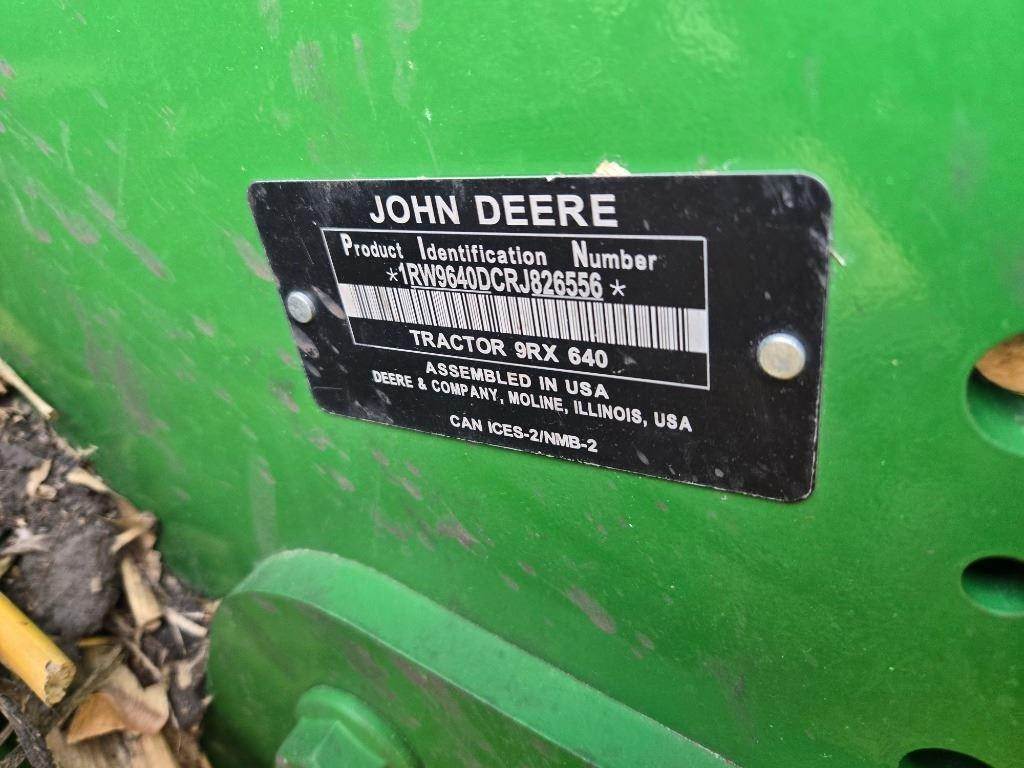 JOHN DEERE
Product Identification Number
*1RW9640DCRJ826556*
TRACTOR 9RX 640
ASSEMBLED IN USA
DEERE & COMPANY, MOLINE, ILLINOIS, USA
CAN ICES-2/NMB-2